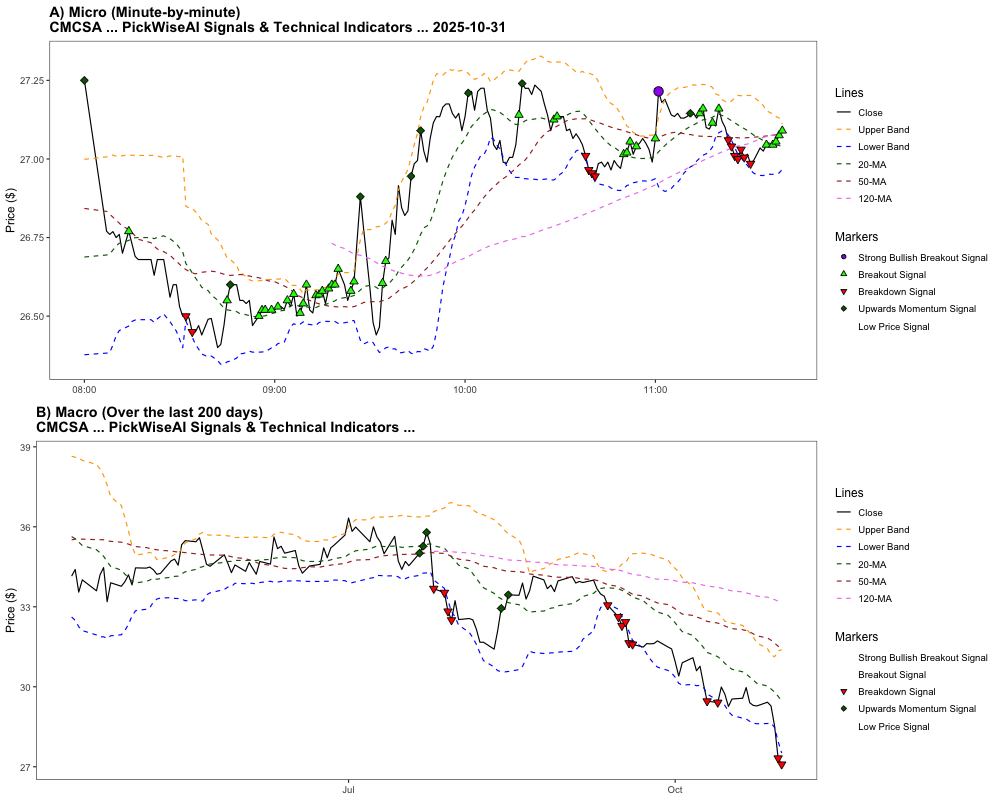 A) Micro (Minute-by-minute)
CMCSA ... PickWiseAI Signals & Technical Indicators ... 2025-10-31
Price ($)
27.25
27.00
26.75
26.50
08:00
09:00
10:00
11:00
Lines
Close
Upper Band
Lower Band
20-MA
50-MA
120-MA
Markers
Strong Bullish Breakout Signal
Breakout Signal
Breakdown Signal
Upwards Momentum Signal
Low Price Signal
B) Macro (Over the last 200 days)
CMCSA ... PickWiseAI Signals & Technical Indicators ...
Price ($)
39
36
33
30
27
Jul
Oct
Lines
Close
Upper Band
Lower Band
20-MA
50-MA
120-MA
Markers
Strong Bullish Breakout Signal
Breakout Signal
Breakdown Signal
Upwards Momentum Signal
Low Price Signal